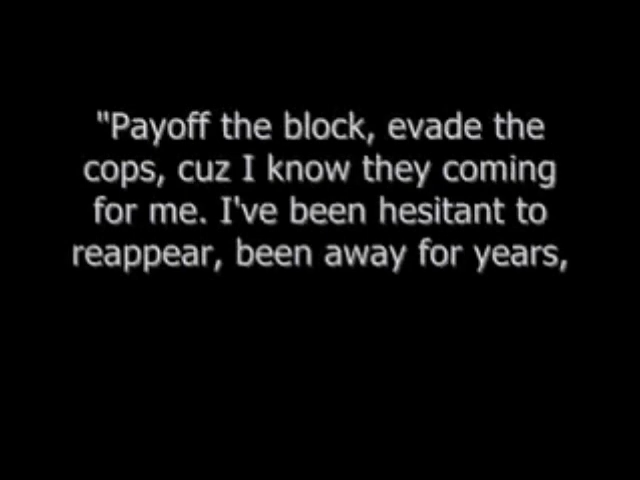 "Payoff the block, evade the
cops, cuz I know they coming
for me. I've been hesitant to
reappear, been away for years,